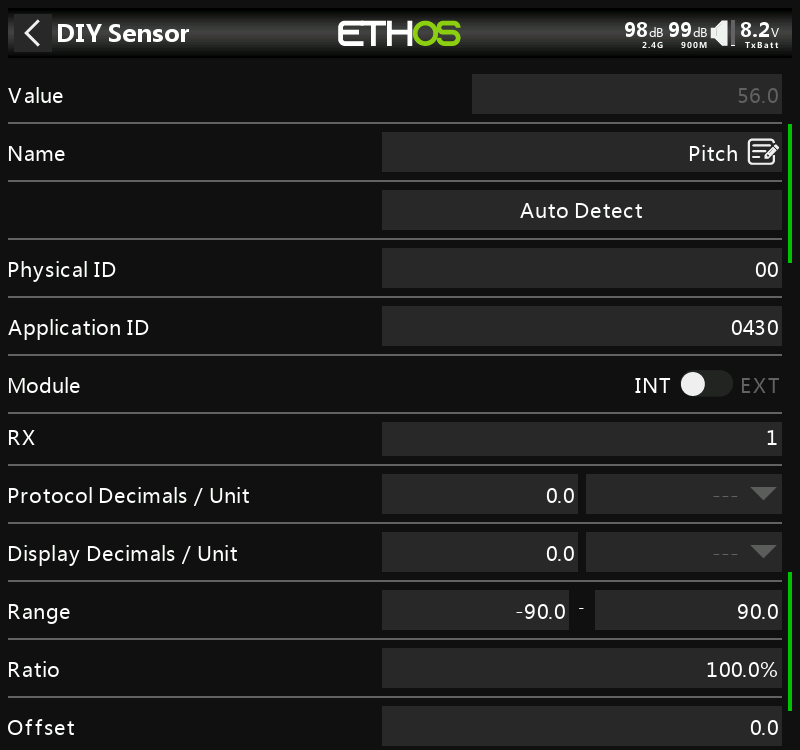 DIY Sensor ETHOS 98dB 2.4G 99dB 900M 8.2V TxBatt
Value 56.0
Name Pitch
Auto Detect
Physical ID 00
Application ID 0430
Module INT EXT
RX 1
Protocol Decimals / Unit 0.0 ---
Display Decimals / Unit 0.0 ---
Range -90.0 - 90.0
Ratio 100.0%
Offset 0.0